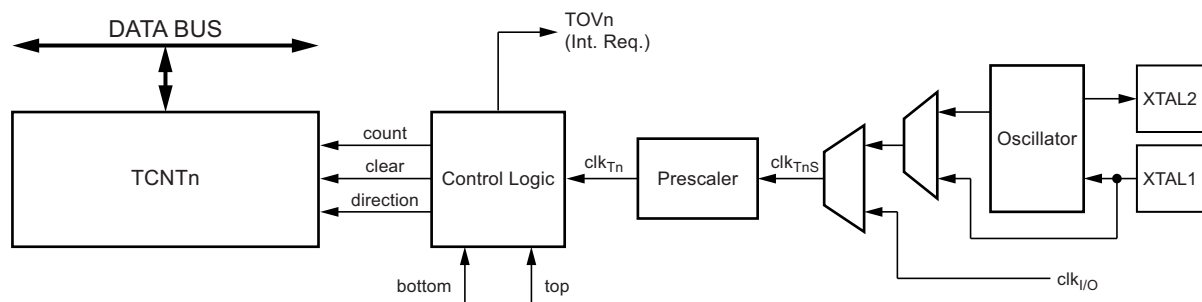 DATA BUS
TOVn
(Int. Req.)
TCNTn
count
clear
direction
Control Logic
clkTn
Prescaler
clkTnS
Oscillator
XTAL2
XTAL1
bottom
top
clkI/O